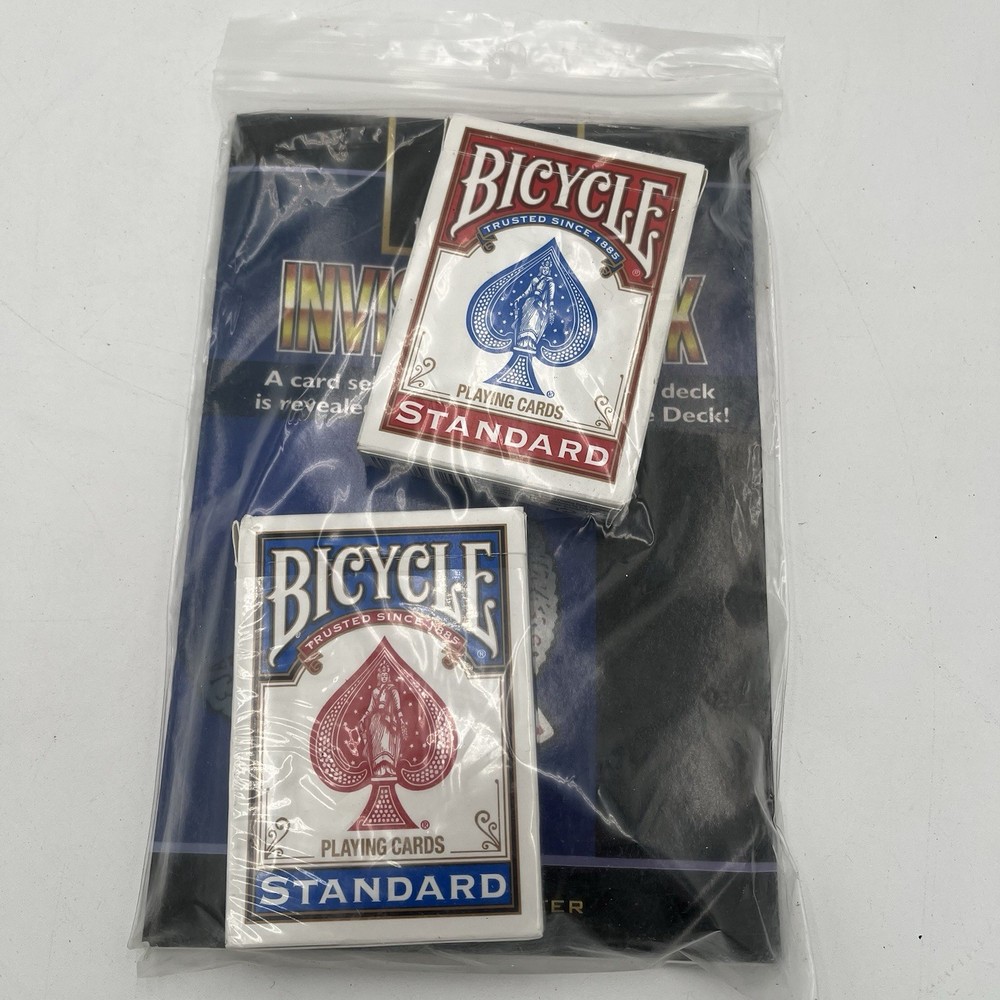 BICYCLE
TRUSTED SINCE 1885
PLAYING CARDS
STANDARD
INVIS K
A card se deck
is reveale e Deck!
BICYCLE
TRUSTED SINCE 1885
PLAYING CARDS
STANDARD
TER